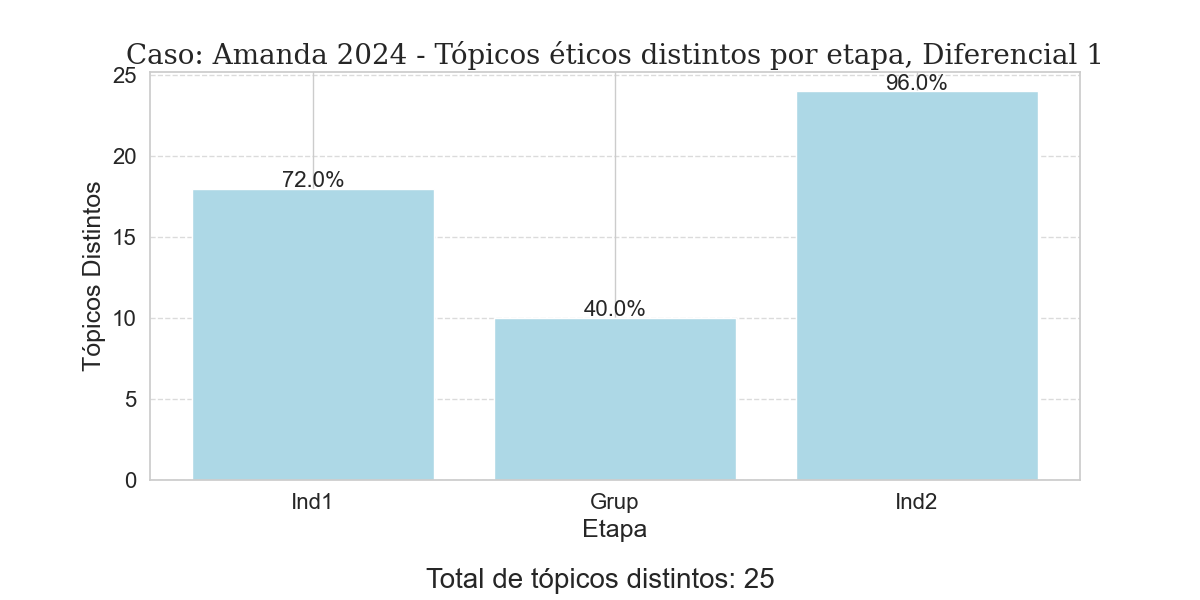 Caso: Amanda 2024 - Tópicos éticos distintos por etapa, Diferencial 1
25
96.0%
20
72.0%
15
Tópicos Distintos
10
40.0%
5
0
Ind1
Grup
Ind2
Etapa
Total de tópicos distintos: 25